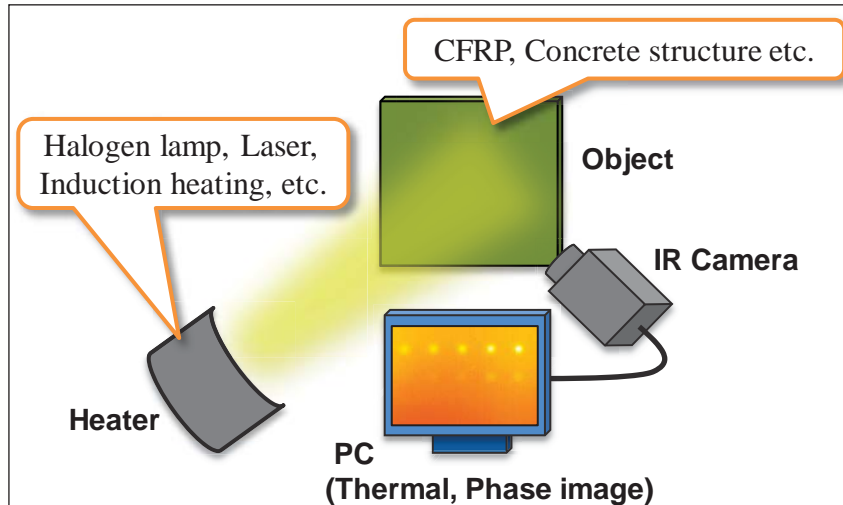 CFRP, Concrete structure etc.
Halogen lamp, Laser,
Induction heating, etc.
Object
IR Camera
Heater
PC
(Thermal, Phase image)